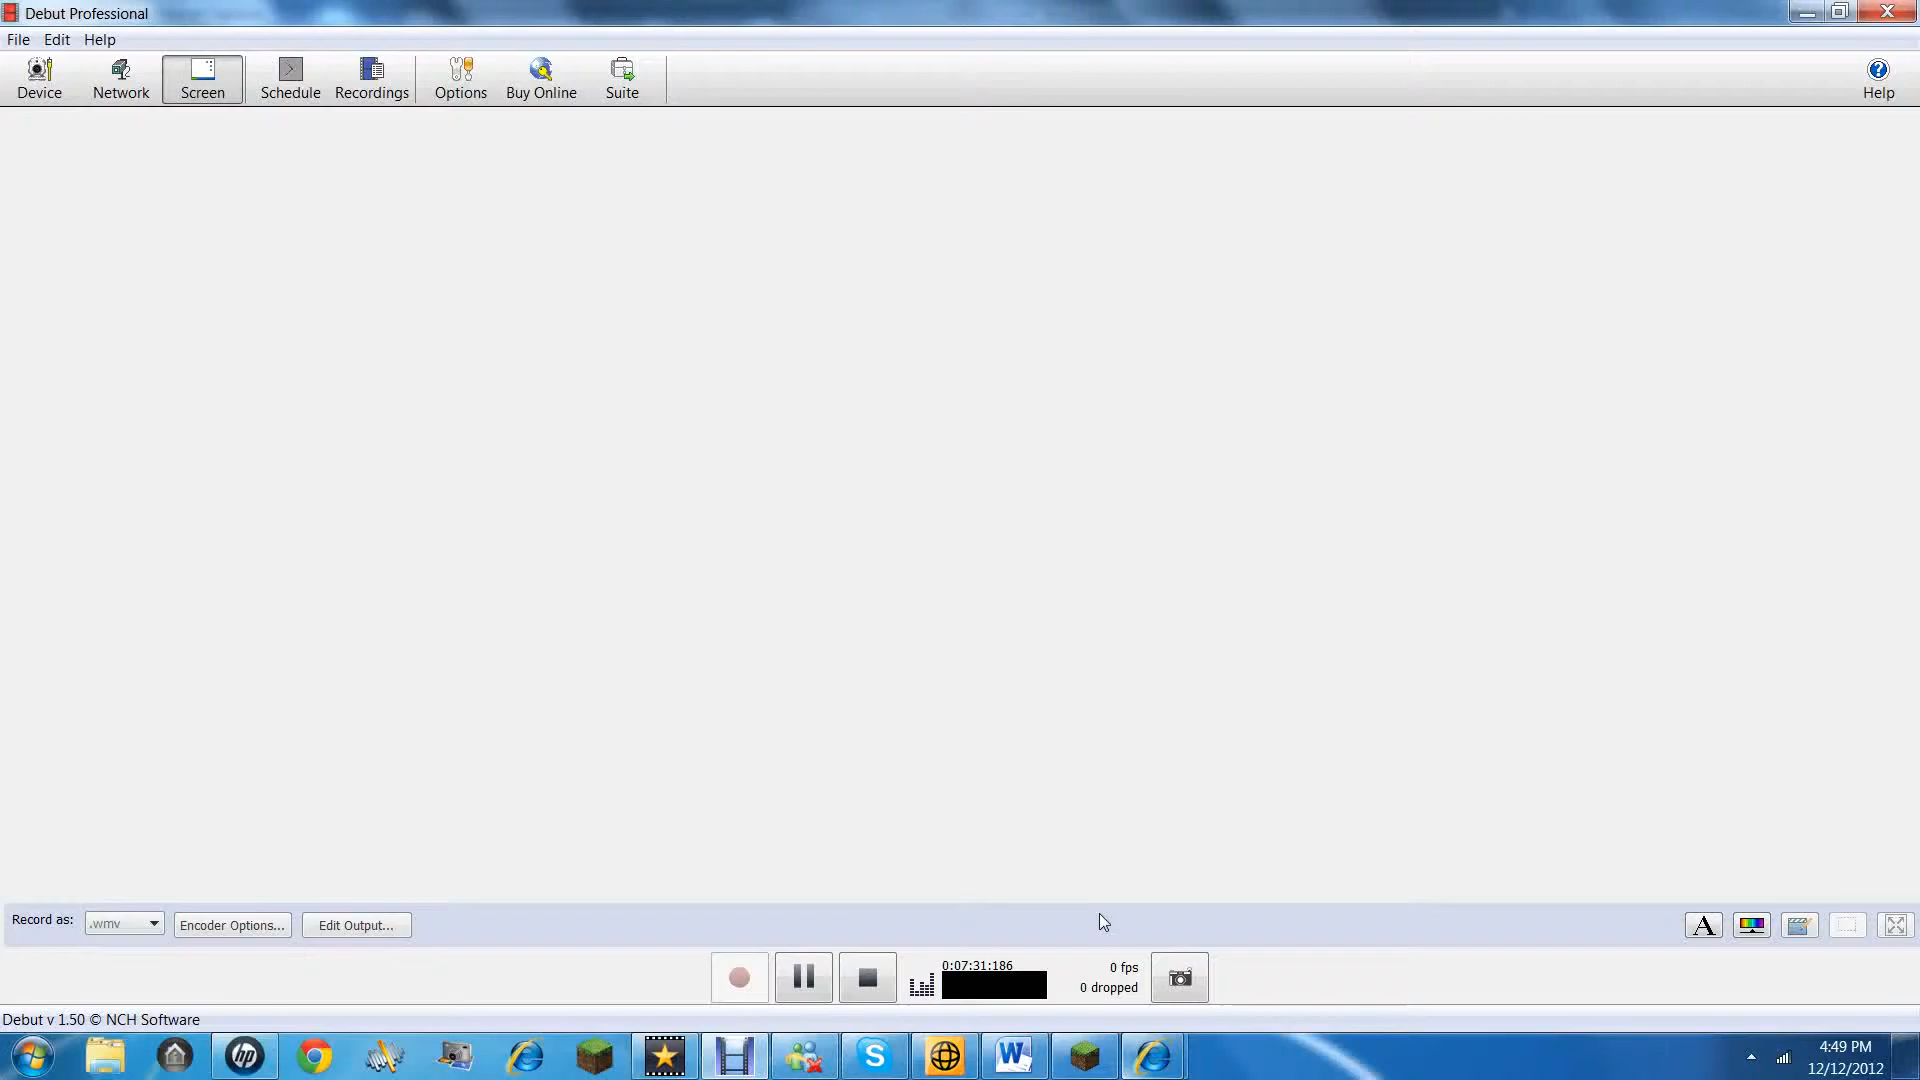 Debut Professional
File Edit Help
Device Network Screen Schedule Recordings Options Buy Online Suite Help
Record as: .wmv Encoder Options... Edit Output... A
0:07:31:186 0 fps
0 dropped
Debut v 1.50 © NCH Software
hp S W 4:49 PM
12/12/2012